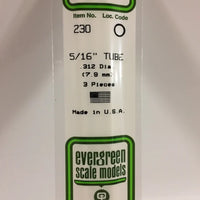 Item No. Loc. Code
230 O
5/16" TUBE
.312 Dia.
(7.9 mm.)
3 Pieces
Made in U.S.A.
evergreen
scale models